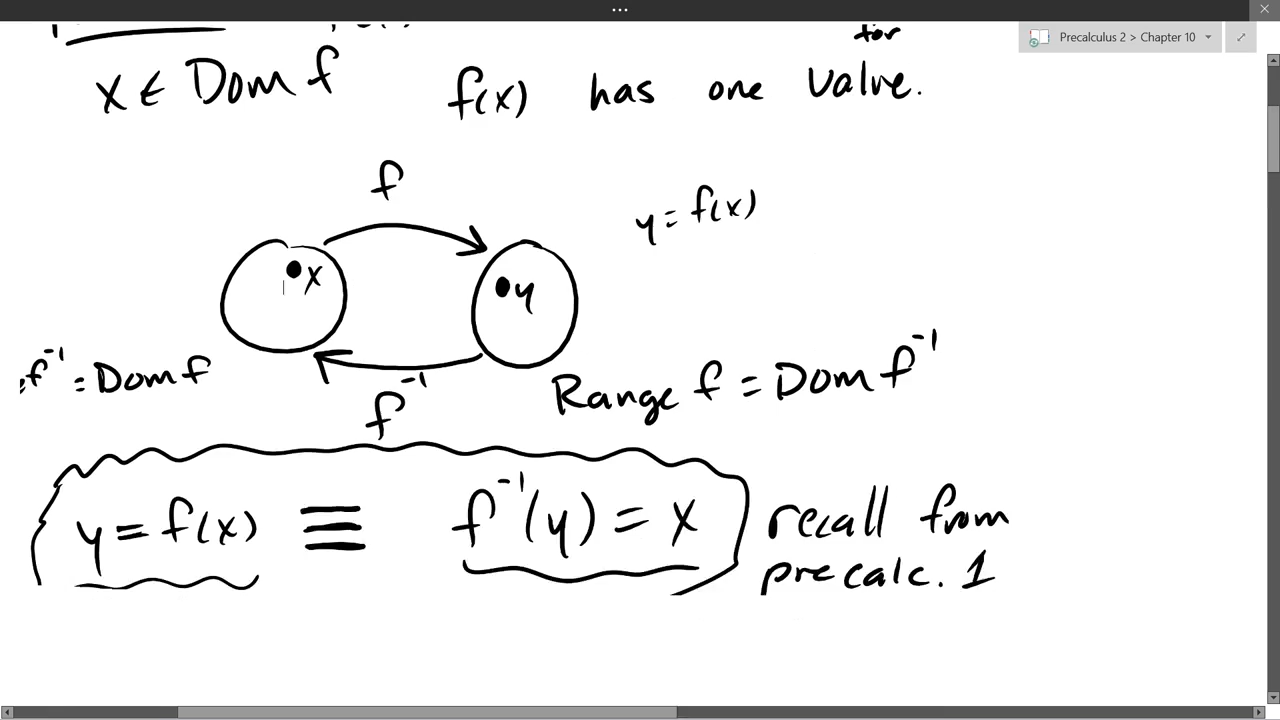 Precalculus 2 > Chapter 10
for
x ∈ Dom f f(x) has one value.
f
y = f(x)
x
y
f⁻¹ = Dom f
f⁻¹
Range f = Dom f⁻¹
y = f(x) ≡ f⁻¹(y) = x recall from
precalc. 1